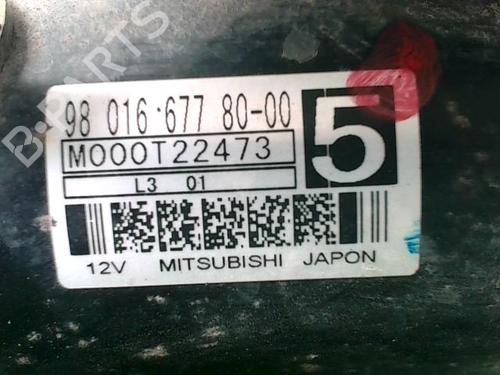 B-PARTS
98 016 677 80-00
M000T22473
5
L3 01
12V MITSUBISHI JAPON